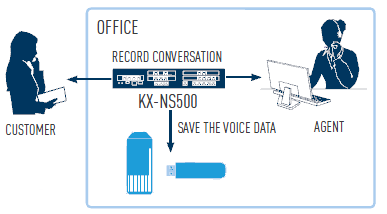 OFFICE
RECORD CONVERSATION
KX-NS500
SAVE THE VOICE DATA
CUSTOMER
AGENT